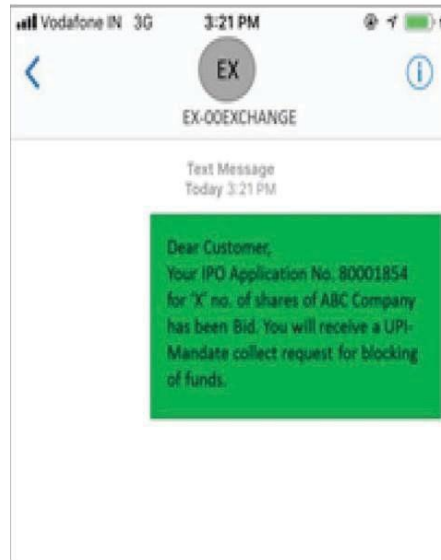 Vodafone IN 3G 3:21 PM
EX
EX-OOEXCHANGE
Text Message
Today 3:21 PM
Dear Customer,
Your IPO Application No. 80001854
for 'X' no. of shares of ABC Company
has been Bid. You will receive a UPI-
Mandate collect request for blocking
of funds.